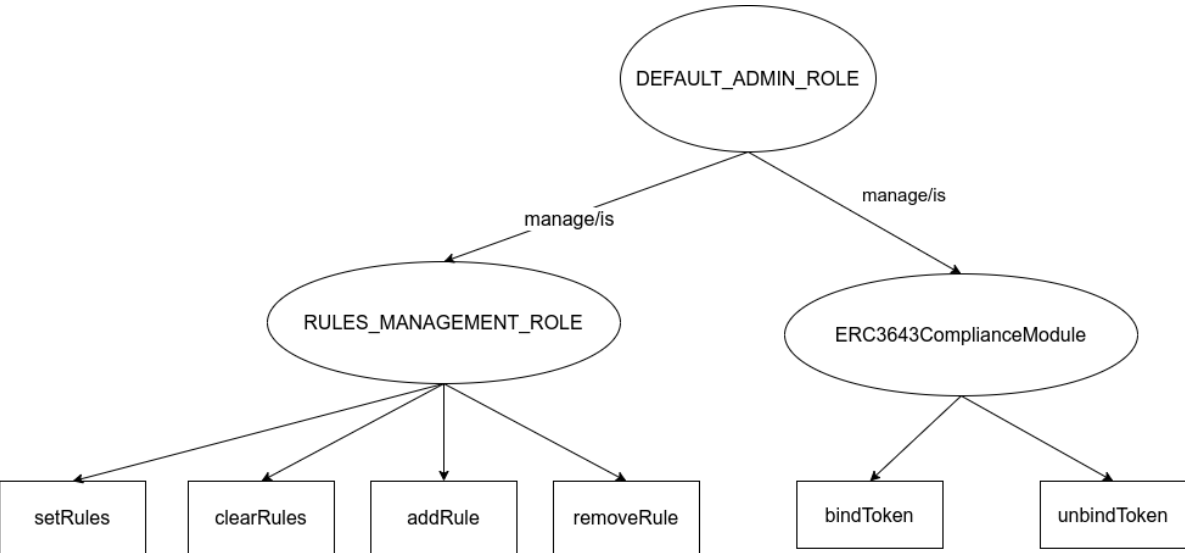 DEFAULT_ADMIN_ROLE
manage/is
manage/is
RULES_MANAGEMENT_ROLE
ERC3643ComplianceModule
setRules
clearRules
addRule
removeRule
bindToken
unbindToken